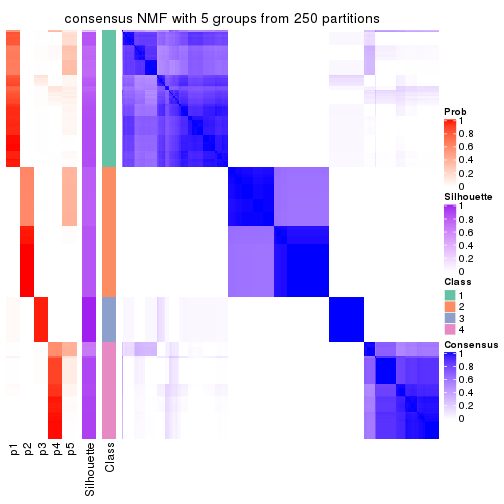 consensus NMF with 5 groups from 250 partitions
Prob
1
0.8
0.6
0.4
0.2
0
Silhouette
1
0.8
0.6
0.4
0.2
0
Class
1
2
3
4
Consensus
1
0.8
0.6
0.4
0.2
0
p1
p2
p3
p4
p5
Silhouette
Class